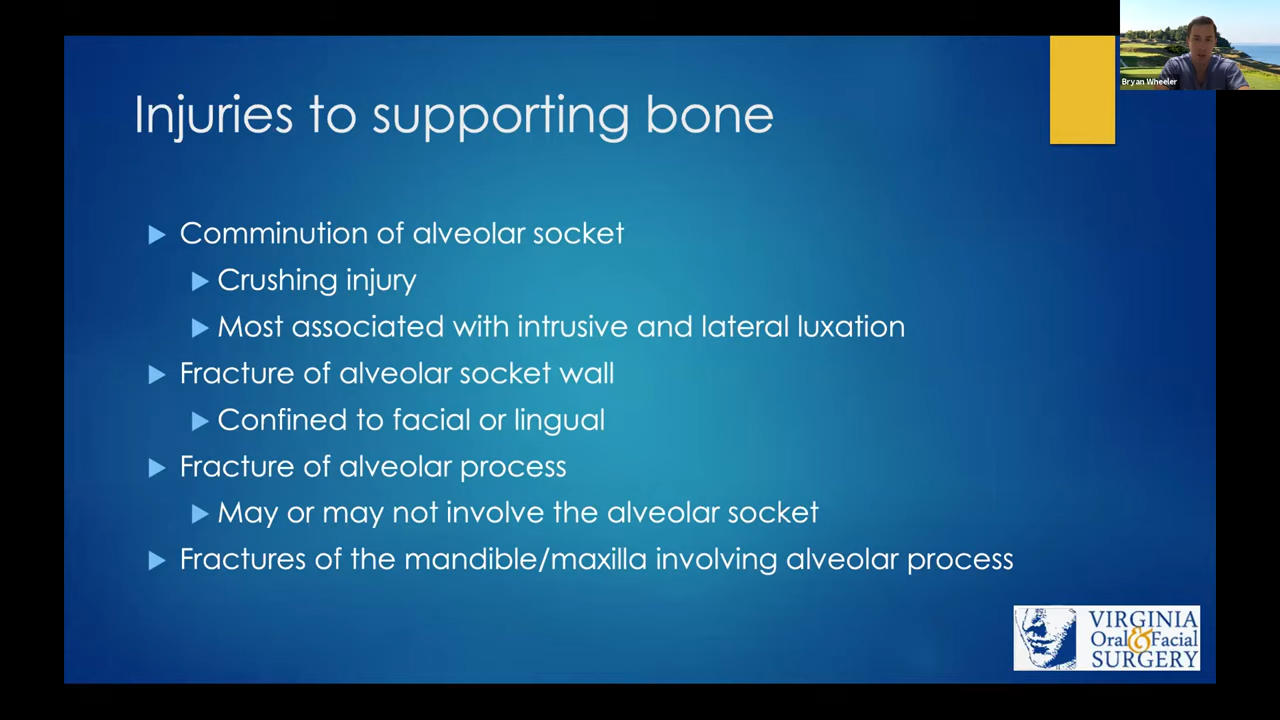 Bryan Wheeler
Injuries to supporting bone
Comminution of alveolar socket
Crushing injury
Most associated with intrusive and lateral luxation
Fracture of alveolar socket wall
Confined to facial or lingual
Fracture of alveolar process
May or may not involve the alveolar socket
Fractures of the mandible/maxilla involving alveolar process
VIRGINIA
Oral & Facial
SURGERY